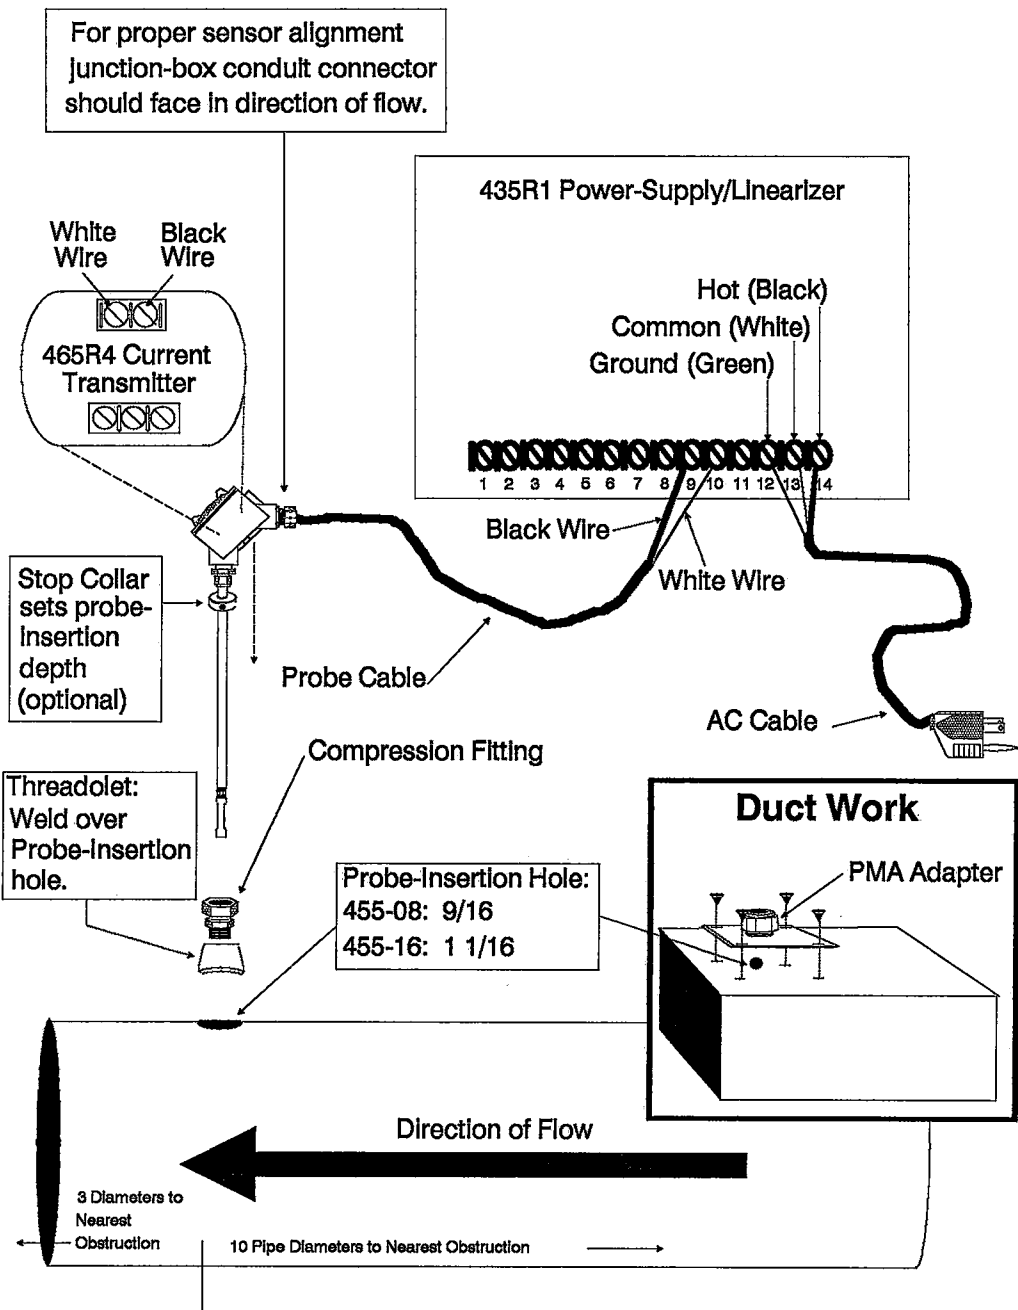 For proper sensor alignment
junction-box conduit connector
should face in direction of flow.
435R1 Power-Supply/Linearizer
White
Wire
Black
Wire
Hot (Black)
Common (White)
Ground (Green)
465R4 Current
Transmitter
1 2 3 4 5 6 7 8 9 10 11 12 13 14
Black Wire
White Wire
Stop Collar
sets probe-
insertion
depth
(optional)
Probe Cable
AC Cable
Compression Fitting
Threadolet:
Weld over
Probe-Insertion
hole.
Probe-Insertion Hole:
455-08: 9/16
455-16: 1 1/16
Duct Work
PMA Adapter
Direction of Flow
3 Diameters to
Nearest
Obstruction
10 Pipe Diameters to Nearest Obstruction